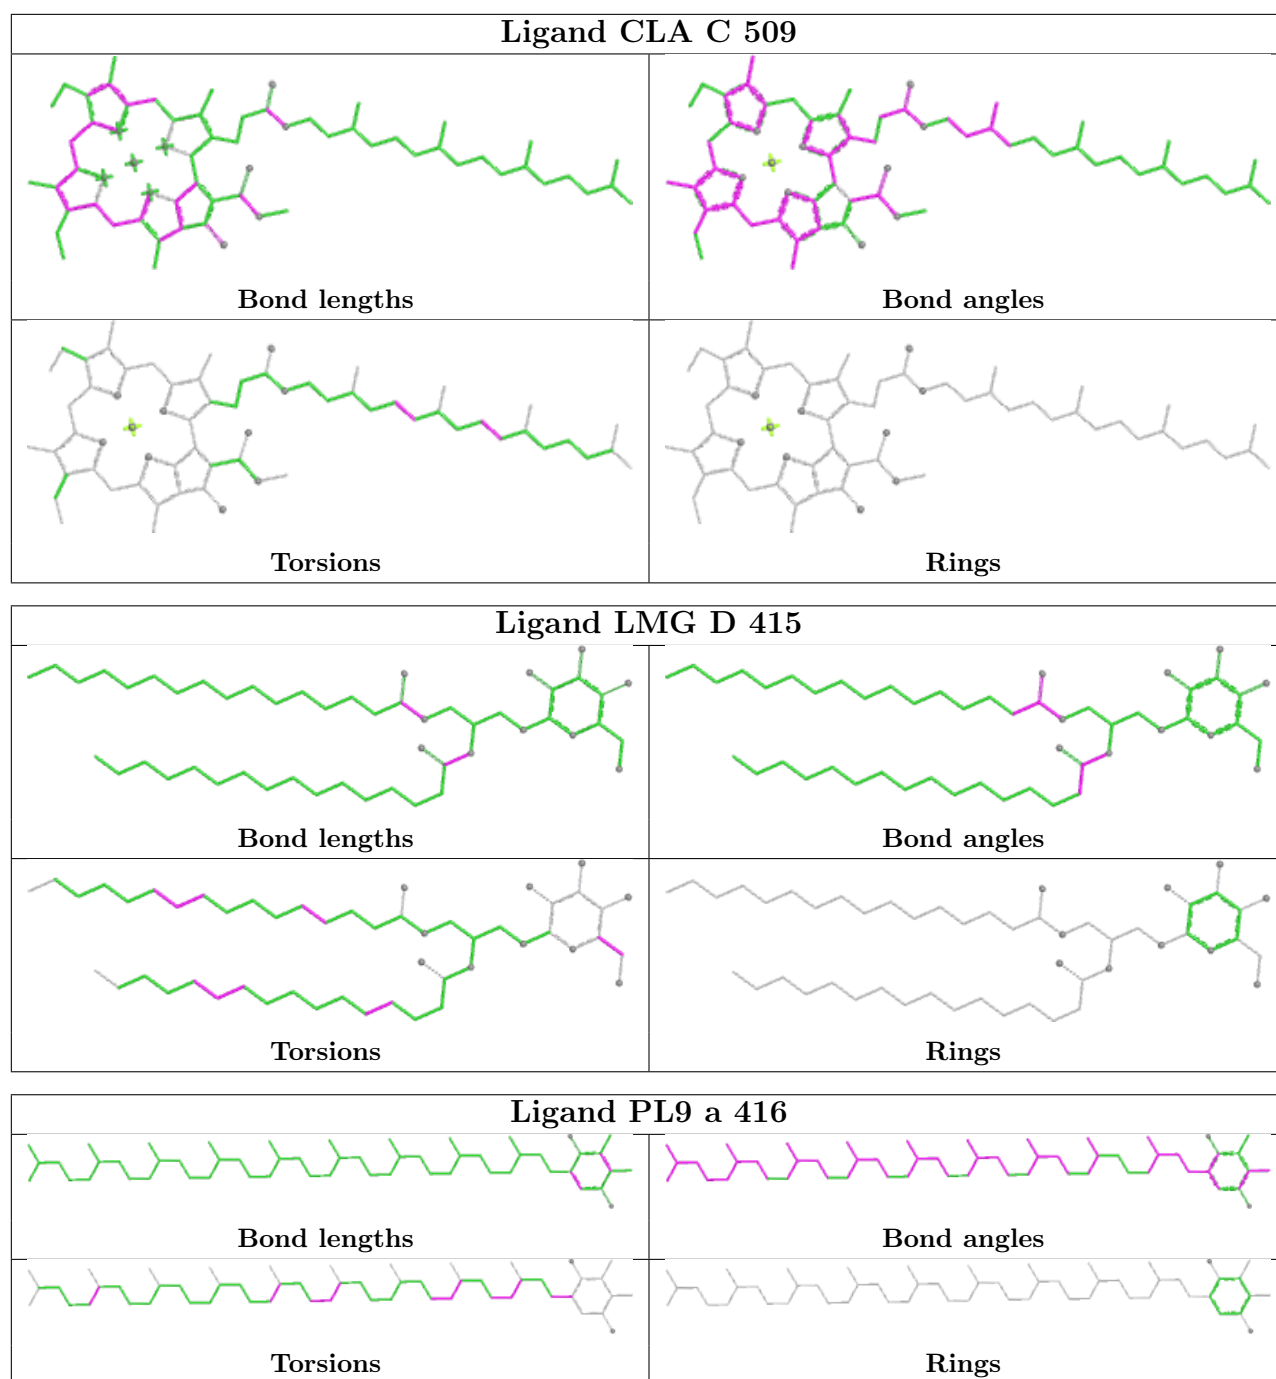 Ligand CLA C 509
Bond lengths
Bond angles
Torsions
Rings
Ligand LMG D 415
Bond lengths
Bond angles
Torsions
Rings
Ligand PL9 a 416
Bond lengths
Bond angles
Torsions
Rings